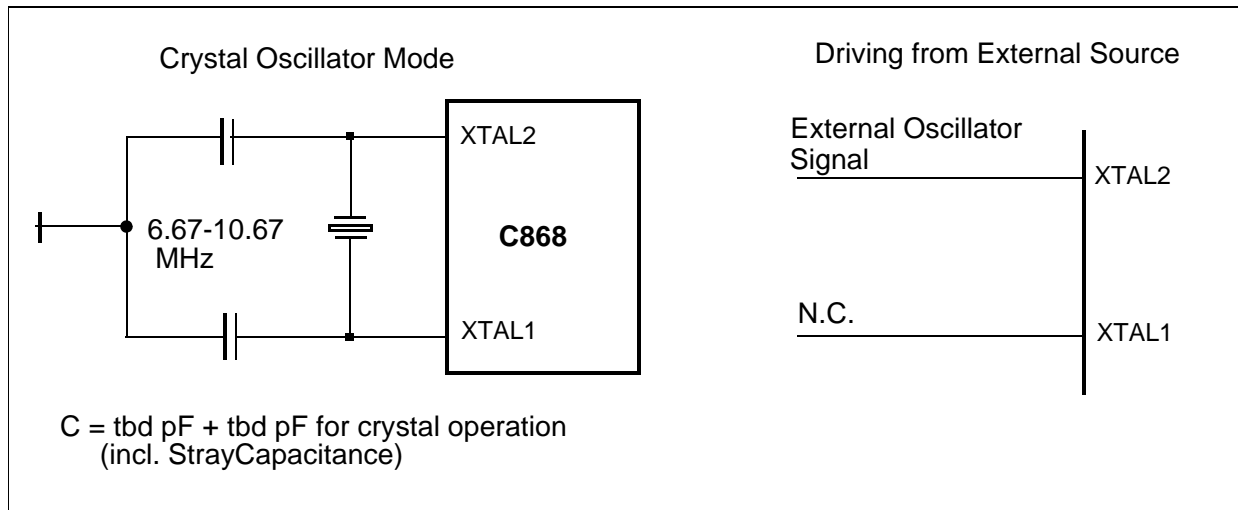 Crystal Oscillator Mode
XTAL2
6.67-10.67
MHz
C868
XTAL1
C = tbd pF + tbd pF for crystal operation
(incl. StrayCapacitance)
Driving from External Source
External Oscillator
Signal
XTAL2
N.C.
XTAL1